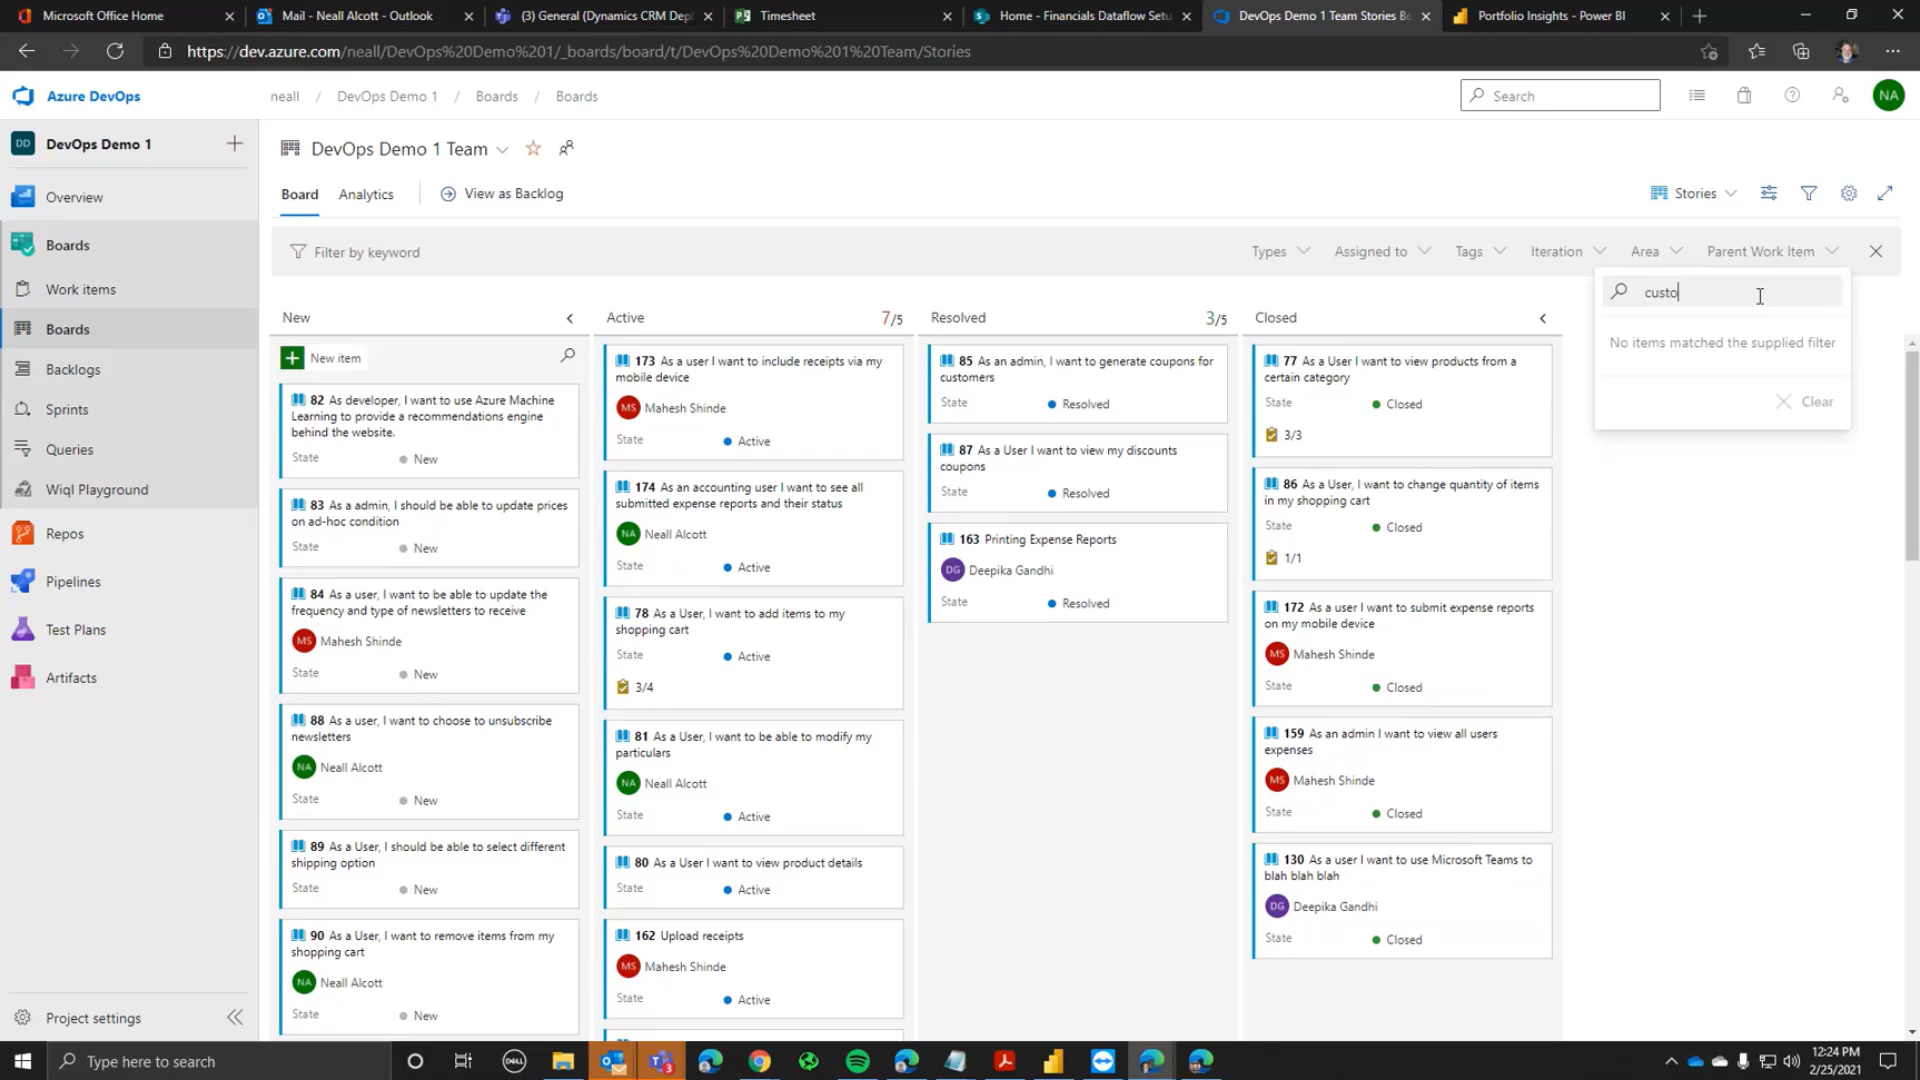 Microsoft Office Home
Mail - Neall Alcott - Outlook
(3) General (Dynamics CRM Depl
Timesheet
Home - Financials Dataflow Setu
DevOps Demo 1 Team Stories Bo
Portfolio Insights - Power BI
https://dev.azure.com/neall/DevOps%20Demo%201/_boards/board/t/DevOps%20Demo%201%20Team/Stories
Azure DevOps
neall / DevOps Demo 1 / Boards / Boards
Search
NA
DD
DevOps Demo 1
Overview
Boards
Work items
Boards
Backlogs
Sprints
Queries
Wiql Playground
Repos
Pipelines
Test Plans
Artifacts
Project settings
DevOps Demo 1 Team
Board
Analytics
View as Backlog
Stories
Filter by keyword
Types
Assigned to
Tags
Iteration
Area
Parent Work Item
custo
No items matched the supplied filter
Clear
New
New item
82 As developer, I want to use Azure Machine
Learning to provide a recommendations engine
behind the website.
State New
83 As a admin, I should be able to update prices
on ad-hoc condition
State New
84 As a user, I want to be able to update the
frequency and type of newsletters to receive
MS Mahesh Shinde
State New
88 As a user, I want to choose to unsubscribe
newsletters
NA Neall Alcott
State New
89 As a User, I should be able to select different
shipping option
State New
90 As a User, I want to remove items from my
shopping cart
NA Neall Alcott
State New
Active 7/5
173 As a user I want to include receipts via my
mobile device
MS Mahesh Shinde
State Active
174 As an accounting user I want to see all
submitted expense reports and their status
NA Neall Alcott
State Active
78 As a User, I want to add items to my
shopping cart
State Active
3/4
81 As a User, I want to be able to modify my
particulars
NA Neall Alcott
State Active
80 As a User I want to view product details
State Active
162 Upload receipts
MS Mahesh Shinde
State Active
Resolved 3/5
85 As an admin, I want to generate coupons for
customers
State Resolved
87 As a User I want to view my discounts
coupons
State Resolved
163 Printing Expense Reports
DG Deepika Gandhi
State Resolved
Closed
77 As a User I want to view products from a
certain category
State Closed
3/3
86 As a User, I want to change quantity of items
in my shopping cart
State Closed
1/1
172 As a user I want to submit expense reports
on my mobile device
MS Mahesh Shinde
State Closed
159 As an admin I want to view all users
expenses
MS Mahesh Shinde
State Closed
130 As a user I want to use Microsoft Teams to
blah blah blah
DG Deepika Gandhi
State Closed
Type here to search
DELL
3
12:24 PM
2/25/2021